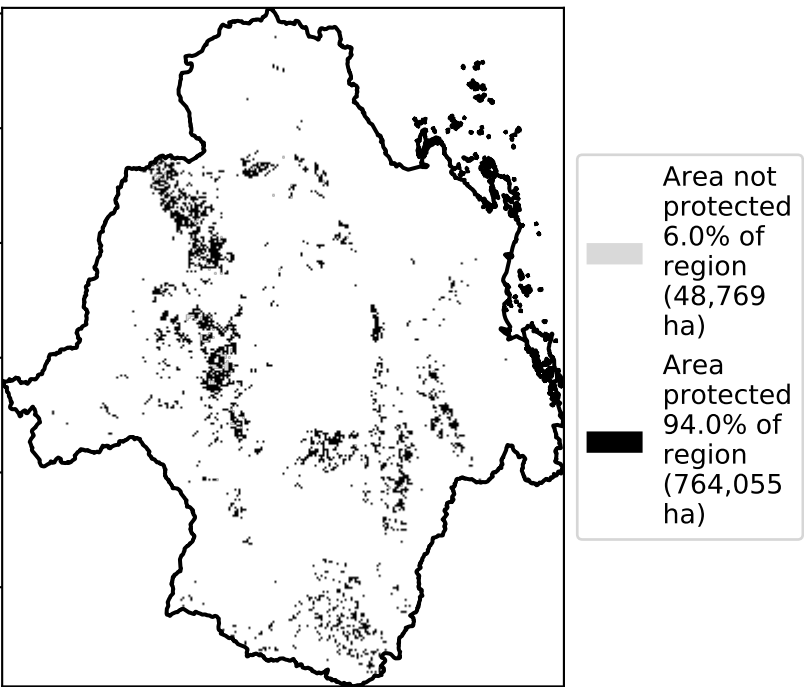 Area not
protected
6.0% of
region
(48,769
ha)
Area
protected
94.0% of
region
(764,055
ha)